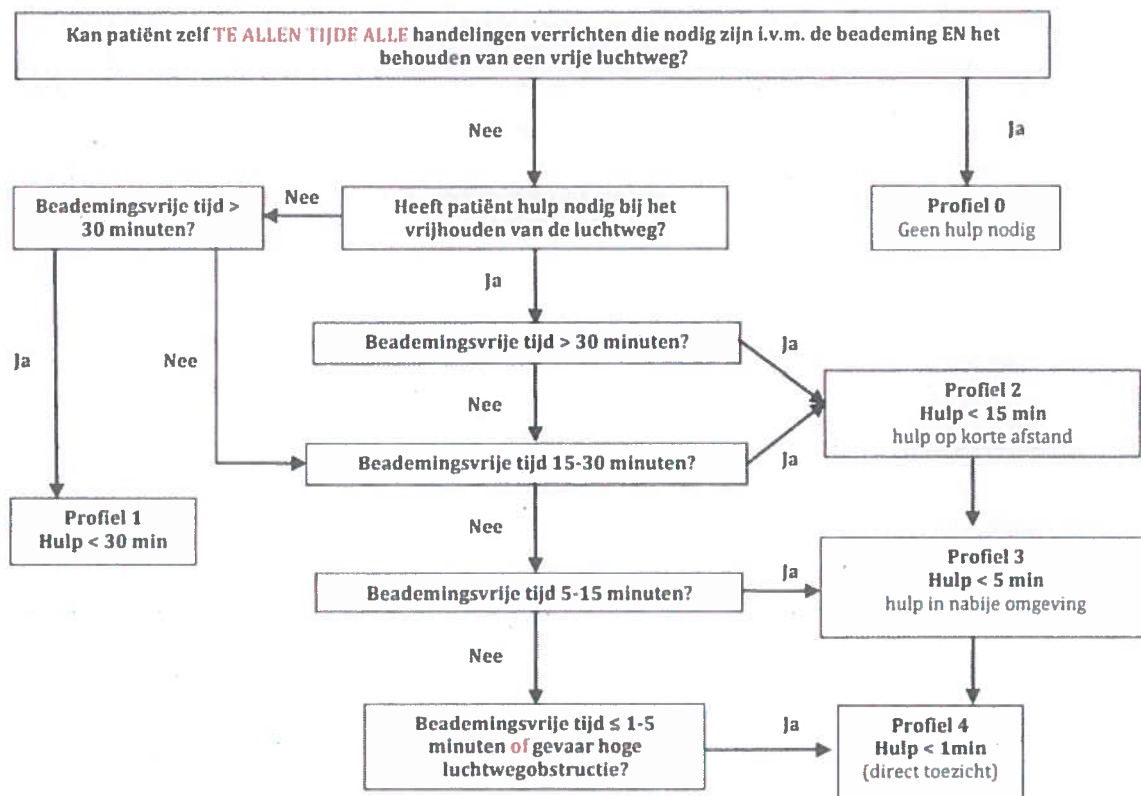 Kan patiënt zelf TE ALLEN TIJDE ALLE handelingen verrichten die nodig zijn i.v.m. de beademing EN het
behouden van een vrije luchtweg?
Nee
Ja
Beademingsvrije tijd >
30 minuten?
Nee
Heeft patiënt hulp nodig bij het
vrijhouden van de luchtweg?
Profiel 0
Geen hulp nodig
Ja
Beademingsvrije tijd > 30 minuten?
Ja
Ja
Nee
Nee
Profiel 2
Hulp < 15 min
hulp op korte afstand
Beademingsvrije tijd 15-30 minuten?
Ja
Profiel 1
Hulp < 30 min
Nee
Profiel 3
Hulp < 5 min
hulp in nabije omgeving
Beademingsvrije tijd 5-15 minuten?
Ja
Nee
Beademingsvrije tijd ≤ 1-5
minuten of gevaar hoge
luchtwegobstructie?
Ja
Profiel 4
Hulp < 1min
(direct toezicht)